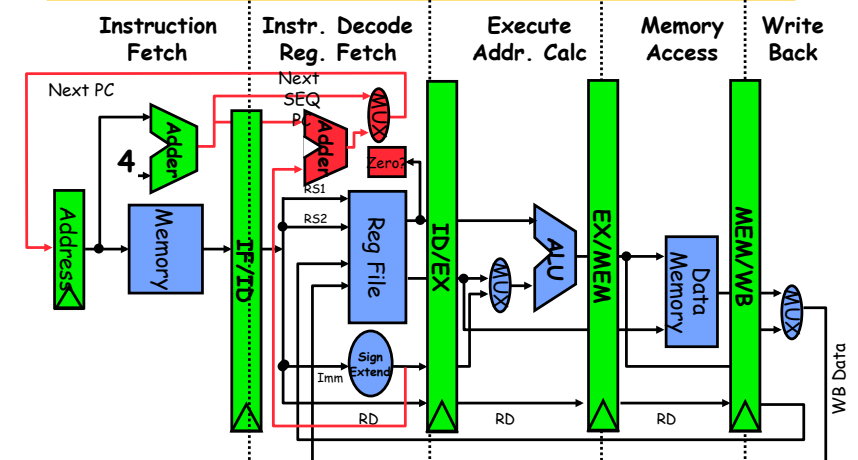 Instruction
Fetch
Instr. Decode
Reg. Fetch
Execute
Addr. Calc
Memory
Access
Write
Back
Next PC
Next
SEQ
PC
MUX
Adder
Adder
4
Zero?
RS1
RS2
Address
Memory
IF/ID
Reg File
ID/EX
MUX
ALU
EX/MEM
Data
Memory
MEM/WB
MUX
Sign
Extend
Imm
RD
RD
RD
WB Data